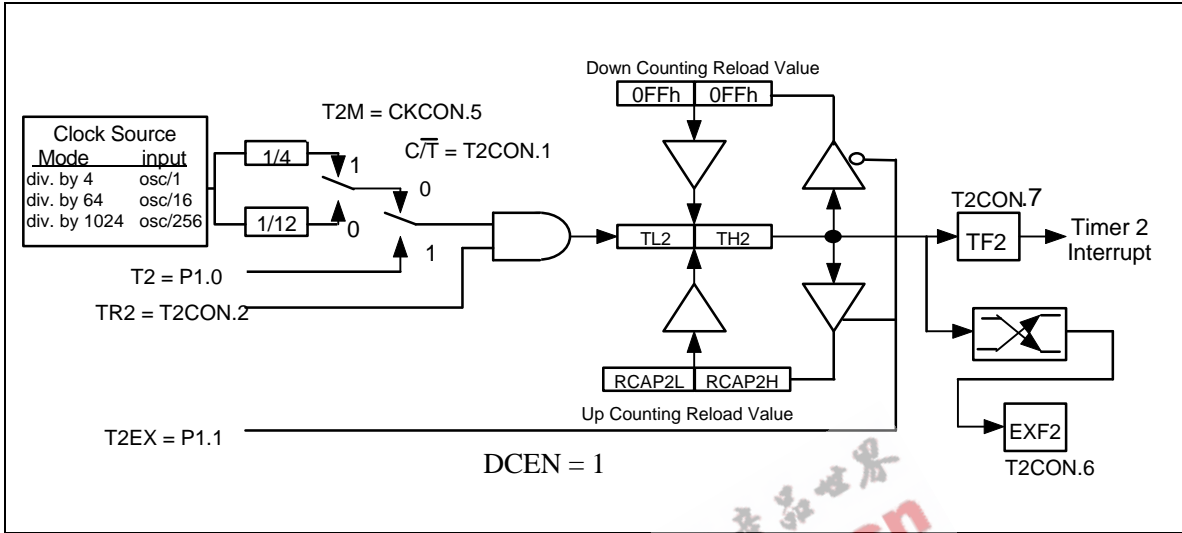 Down Counting Reload Value
0FFh 0FFh
T2M = CKCON.5
Clock Source
Mode input
div. by 4 osc/1
div. by 64 osc/16
div. by 1024 osc/256
1/4
1
C/T = T2CON.1
0
1/12
0
1
T2 = P1.0
TR2 = T2CON.2
TL2 TH2
T2CON.7
TF2
Timer 2
Interrupt
RCAP2L RCAP2H
Up Counting Reload Value
T2EX = P1.1
EXF2
T2CON.6
DCEN = 1